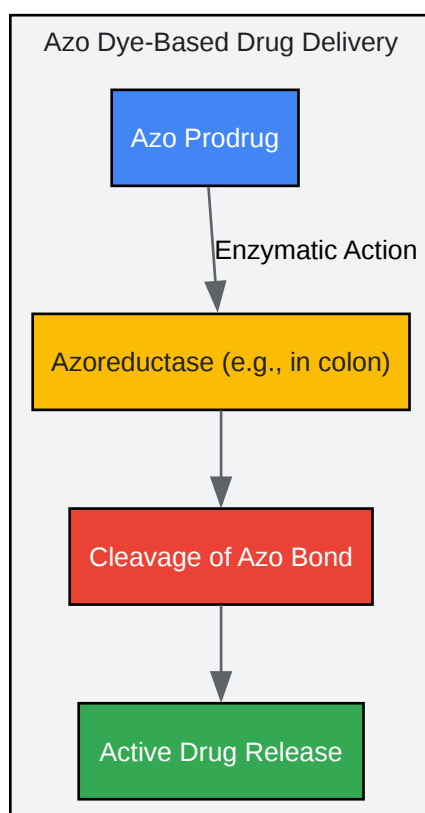 Azo Dye-Based Drug Delivery
Azo Prodrug
Enzymatic Action
Azoreductase (e.g., in colon)
Cleavage of Azo Bond
Active Drug Release